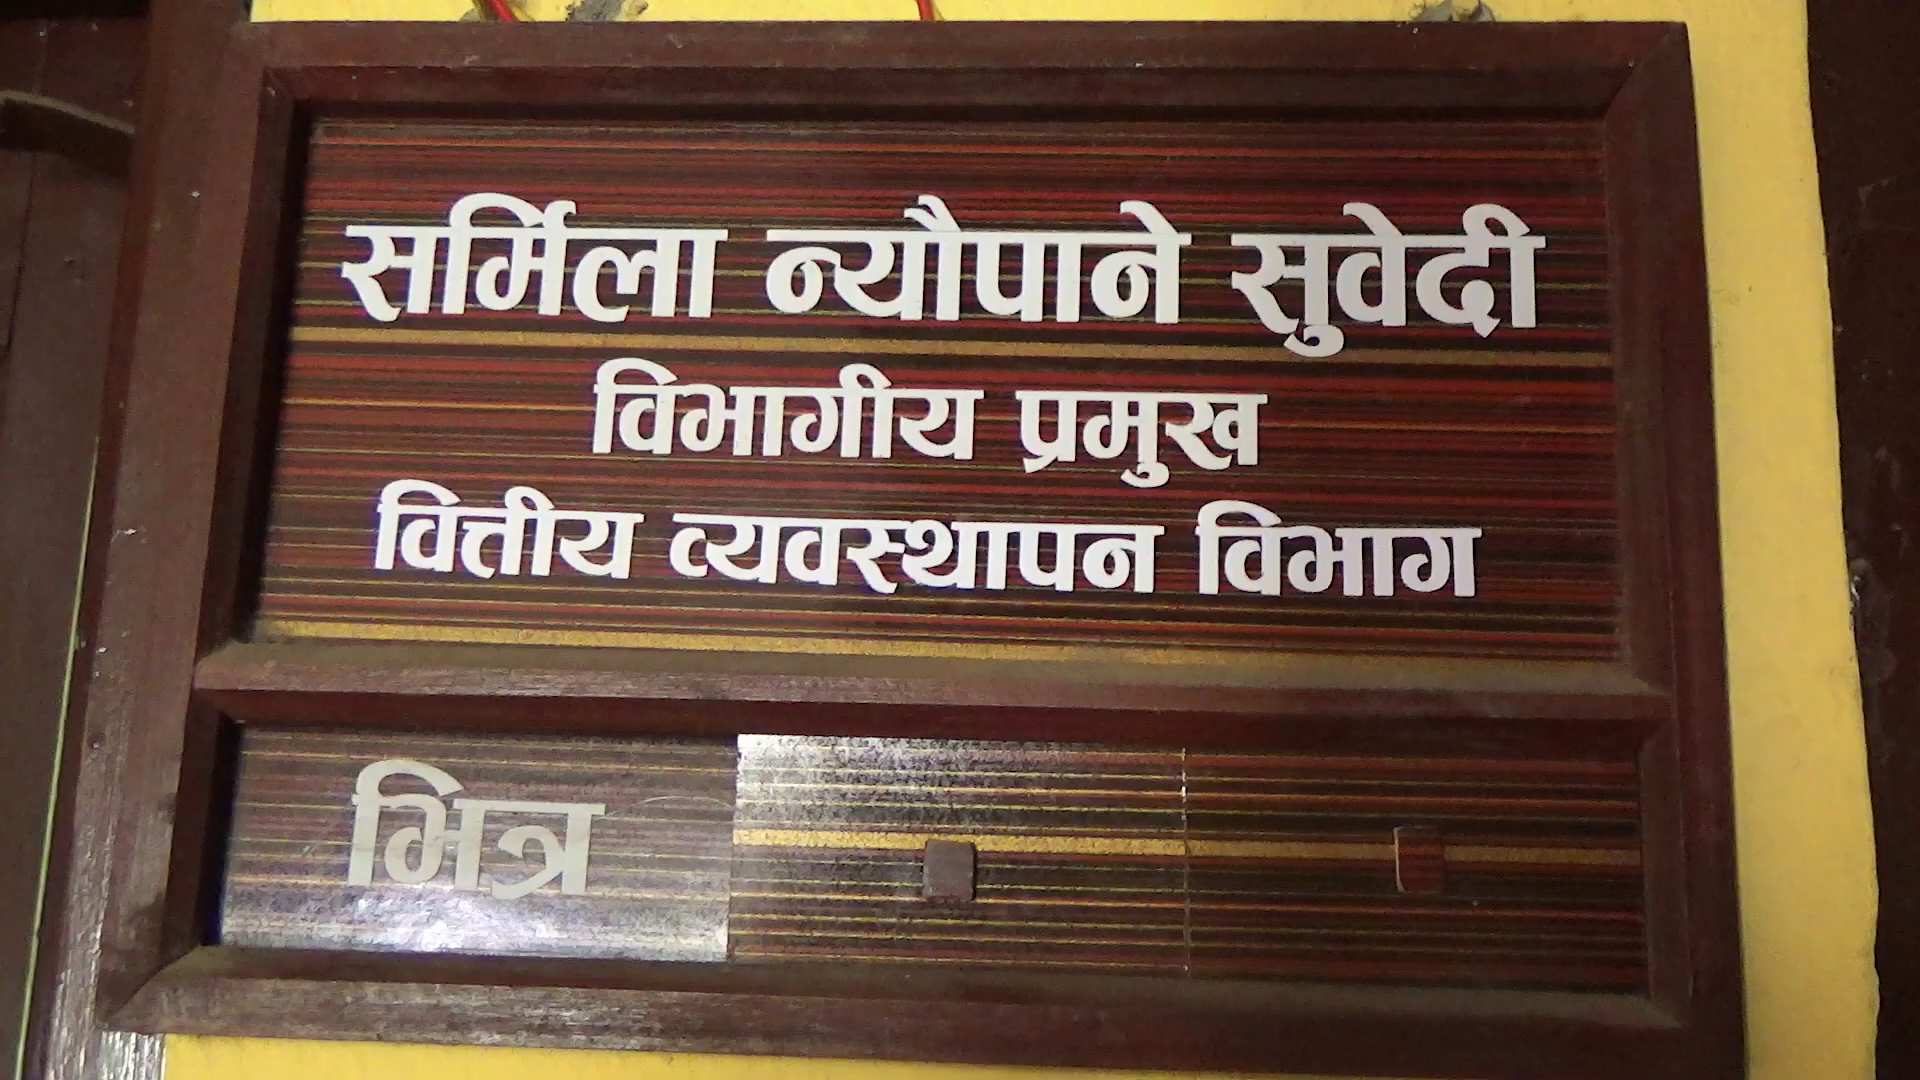 सर्मिला न्यौपाने सुवेदी
विभागीय प्रमुख
वित्तीय व्यवस्थापन विभाग
भित्र